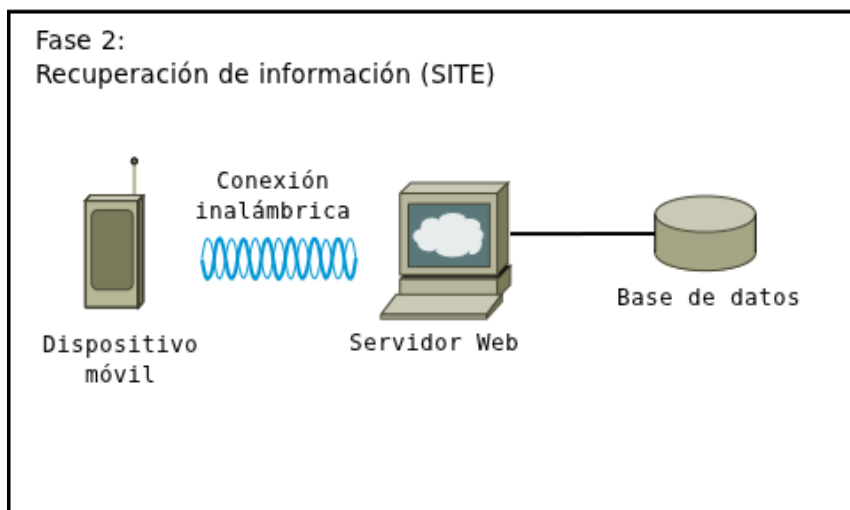 Fase 2:
Recuperación de información (SITE)
Conexión
inalámbrica
Dispositivo
móvil
Servidor Web
Base de datos